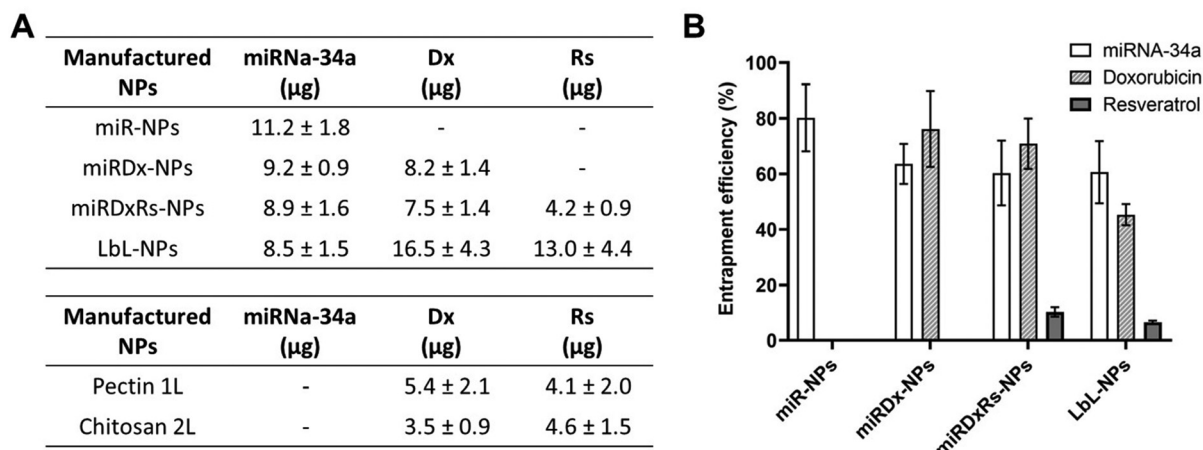 A
Manufactured NPs miRNa-34a (µg) Dx (µg) Rs (µg)
miR-NPs 11.2 ± 1.8 - -
miRDx-NPs 9.2 ± 0.9 8.2 ± 1.4 -
miRDxRs-NPs 8.9 ± 1.6 7.5 ± 1.4 4.2 ± 0.9
LbL-NPs 8.5 ± 1.5 16.5 ± 4.3 13.0 ± 4.4
Manufactured NPs miRNa-34a (µg) Dx (µg) Rs (µg)
Pectin 1L - 5.4 ± 2.1 4.1 ± 2.0
Chitosan 2L - 3.5 ± 0.9 4.6 ± 1.5
B
miRNA-34a
Doxorubicin
Resveratrol
Entrapment efficiency (%)
100
80
60
40
20
0
miR-NPs
miRDx-NPs
miRDxRs-NPs
LbL-NPs